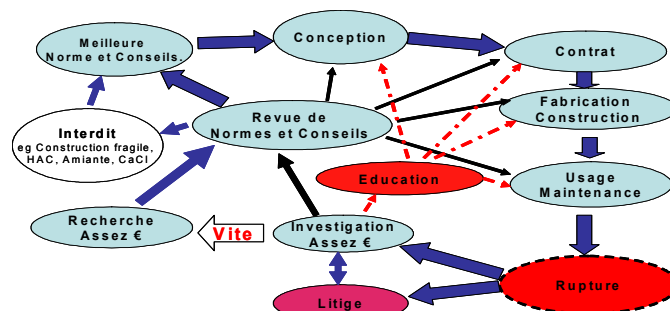 Meilleure
Norme et Conseils.
Conception
Contrat
Fabrication
Construction
Revue de
Normes et Conseils
Interdit
eg Construction fragile,
HAC, Amiante, CaCl
Education
Usage
Maintenance
Recherche
Assez €
Vite
Investigation
Assez €
Rupture
Litige